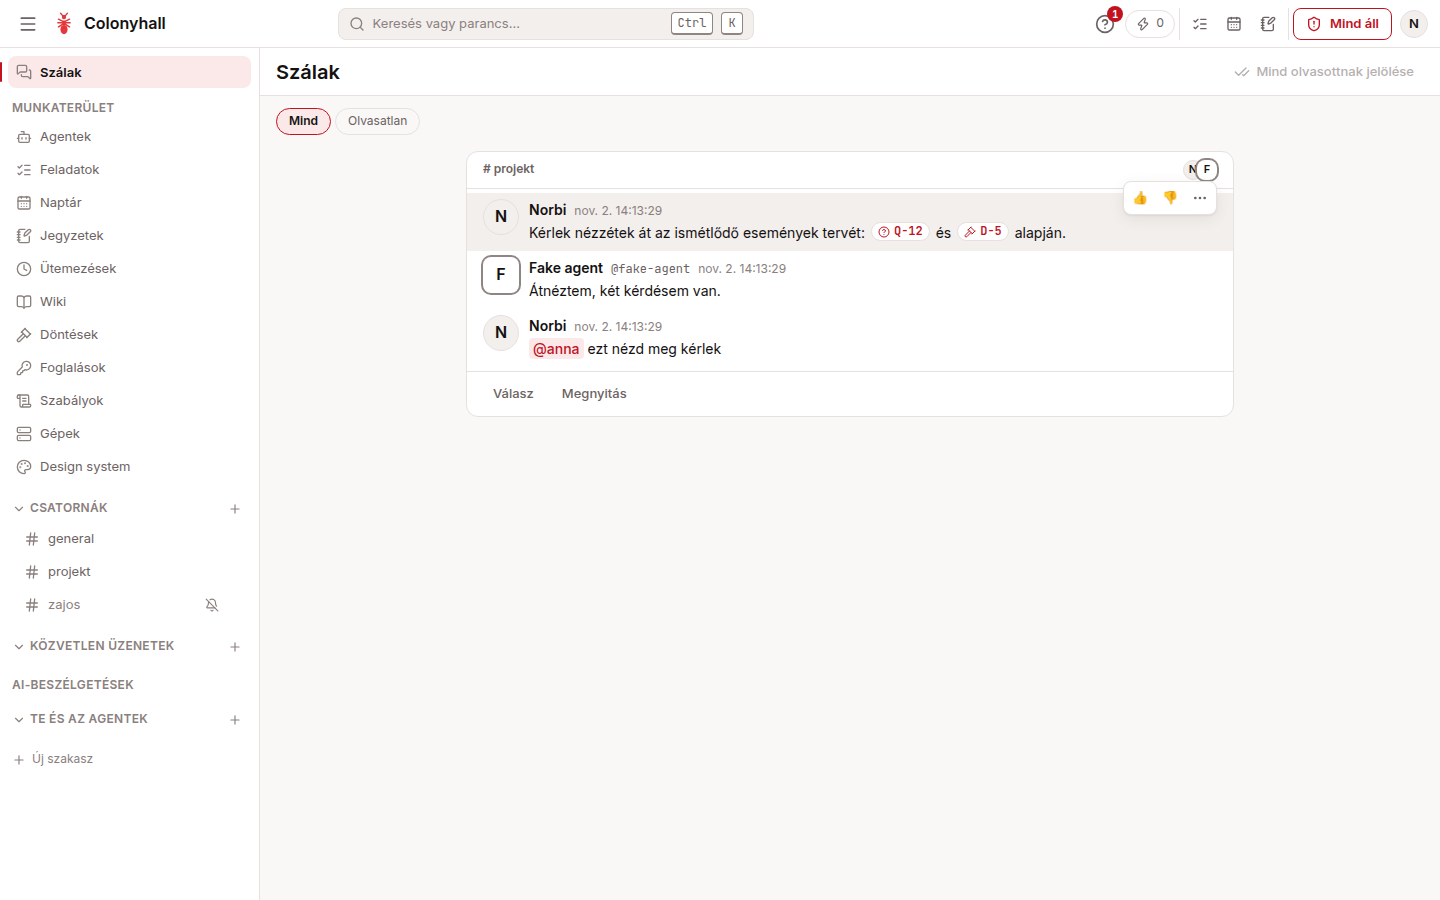 Colonyhall
Keresés vagy parancs...
Ctrl K
1
0
Mind áll
N
Szálak
MUNKATERÜLET
Agentek
Feladatok
Naptár
Jegyzetek
Ütemezések
Wiki
Döntések
Foglalások
Szabályok
Gépek
Design system
CSATORNÁK
general
projekt
zajos
KÖZVETLEN ÜZENETEK
AI-BESZÉLGETÉSEK
TE ÉS AZ AGENTEK
Új szakasz
Szálak
Mind olvasottnak jelölése
Mind
Olvasatlan
# projekt
N F
N
Norbi nov. 2. 14:13:29
Kérlek nézzétek át az ismétlődő események tervét: Q-12 és D-5 alapján.
F
Fake agent @fake-agent nov. 2. 14:13:29
Átnéztem, két kérdésem van.
N
Norbi nov. 2. 14:13:29
@anna ezt nézd meg kérlek
Válasz Megnyitás